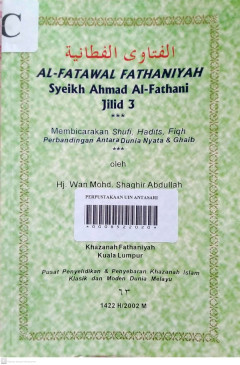 C
الفتاوى الفطانية
AL-FATAWAL FATHANIYAH
Syeikh Ahmad Al-Fathani
Jilid 3
***
Membicarakan Shufi, Hadits, Fiqh
Perbandingan Antara Dunia Nyata & Ghaib
***
oleh
Hj. Wan Mohd. Shaghir Abdullah
PERPUSTAKAAN UIN ANTASARI
Khazanah Fathaniyah
Kuala Lumpur
Pusat Penyelidikan & Penyebaran Khazanah Islam
Klasik dan Moden Dunia Melayu
٦٣
1422 H/2002 M